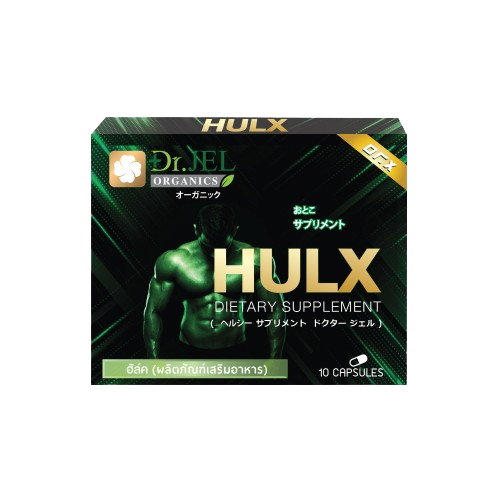 HULX
Dr.JEL
ORGANICS
オーガニック
DFX
おとこ
サプリメント
HULX
DIETARY SUPPLEMENT
( ヘルシー サプリメント ドクター ジェル )
ฮัล์ค (ผลิตภัณฑ์เสริมอาหาร)
10 CAPSULES